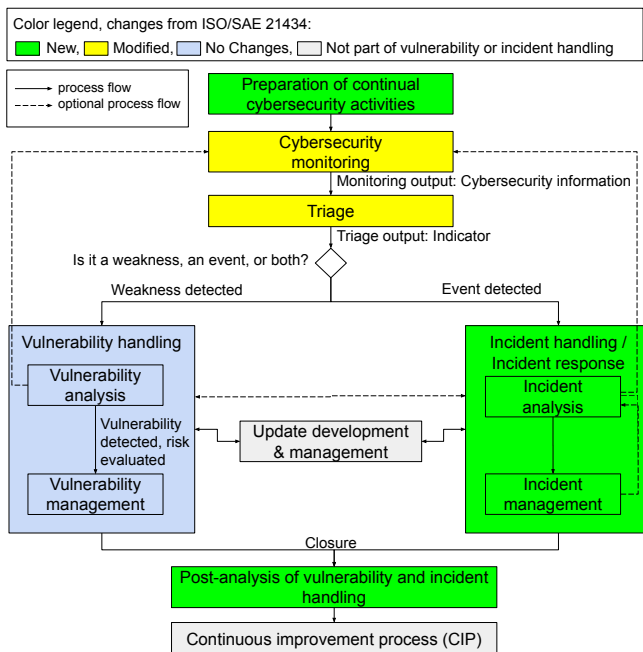 Color legend, changes from ISO/SAE 21434:
New, Modified, No Changes, Not part of vulnerability or incident handling
process flow
optional process flow
Preparation of continual
cybersecurity activities
Cybersecurity
monitoring
Monitoring output: Cybersecurity information
Triage
Triage output: Indicator
Is it a weakness, an event, or both?
Weakness detected
Event detected
Vulnerability handling
Vulnerability
analysis
Vulnerability
detected, risk
evaluated
Vulnerability
management
Update development
& management
Incident handling /
Incident response
Incident
analysis
Incident
management
Closure
Post-analysis of vulnerability and incident
handling
Continuous improvement process (CIP)